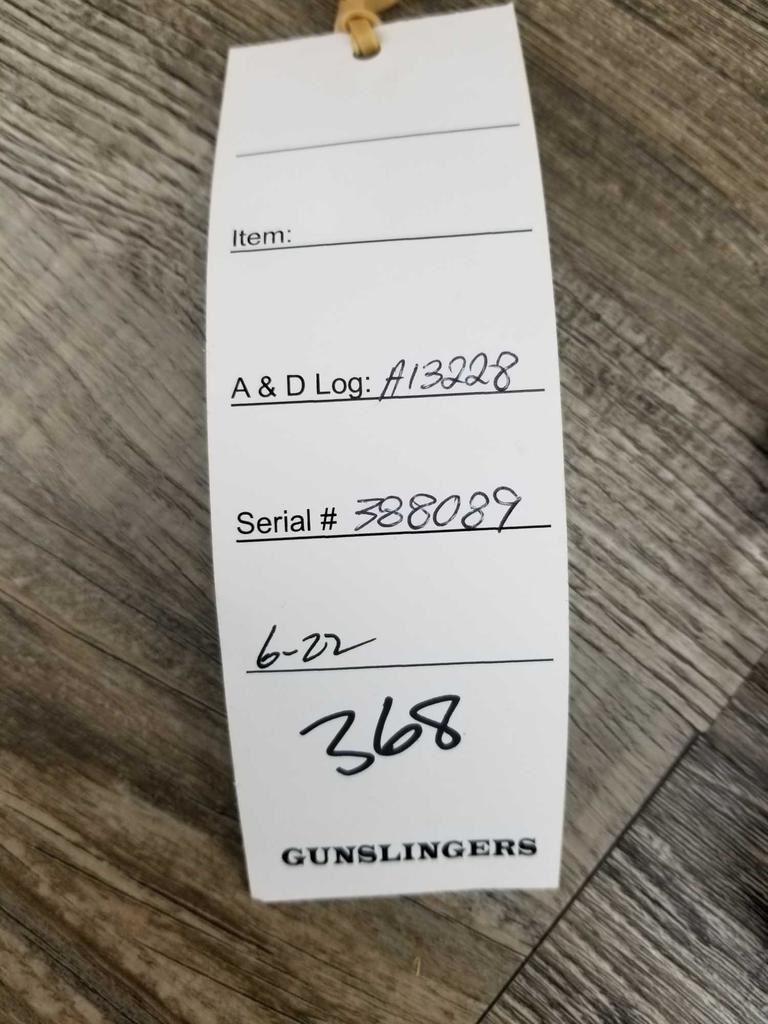 Item:
A & D Log: A13228
Serial # 388089
6-22
368
GUNSLINGERS